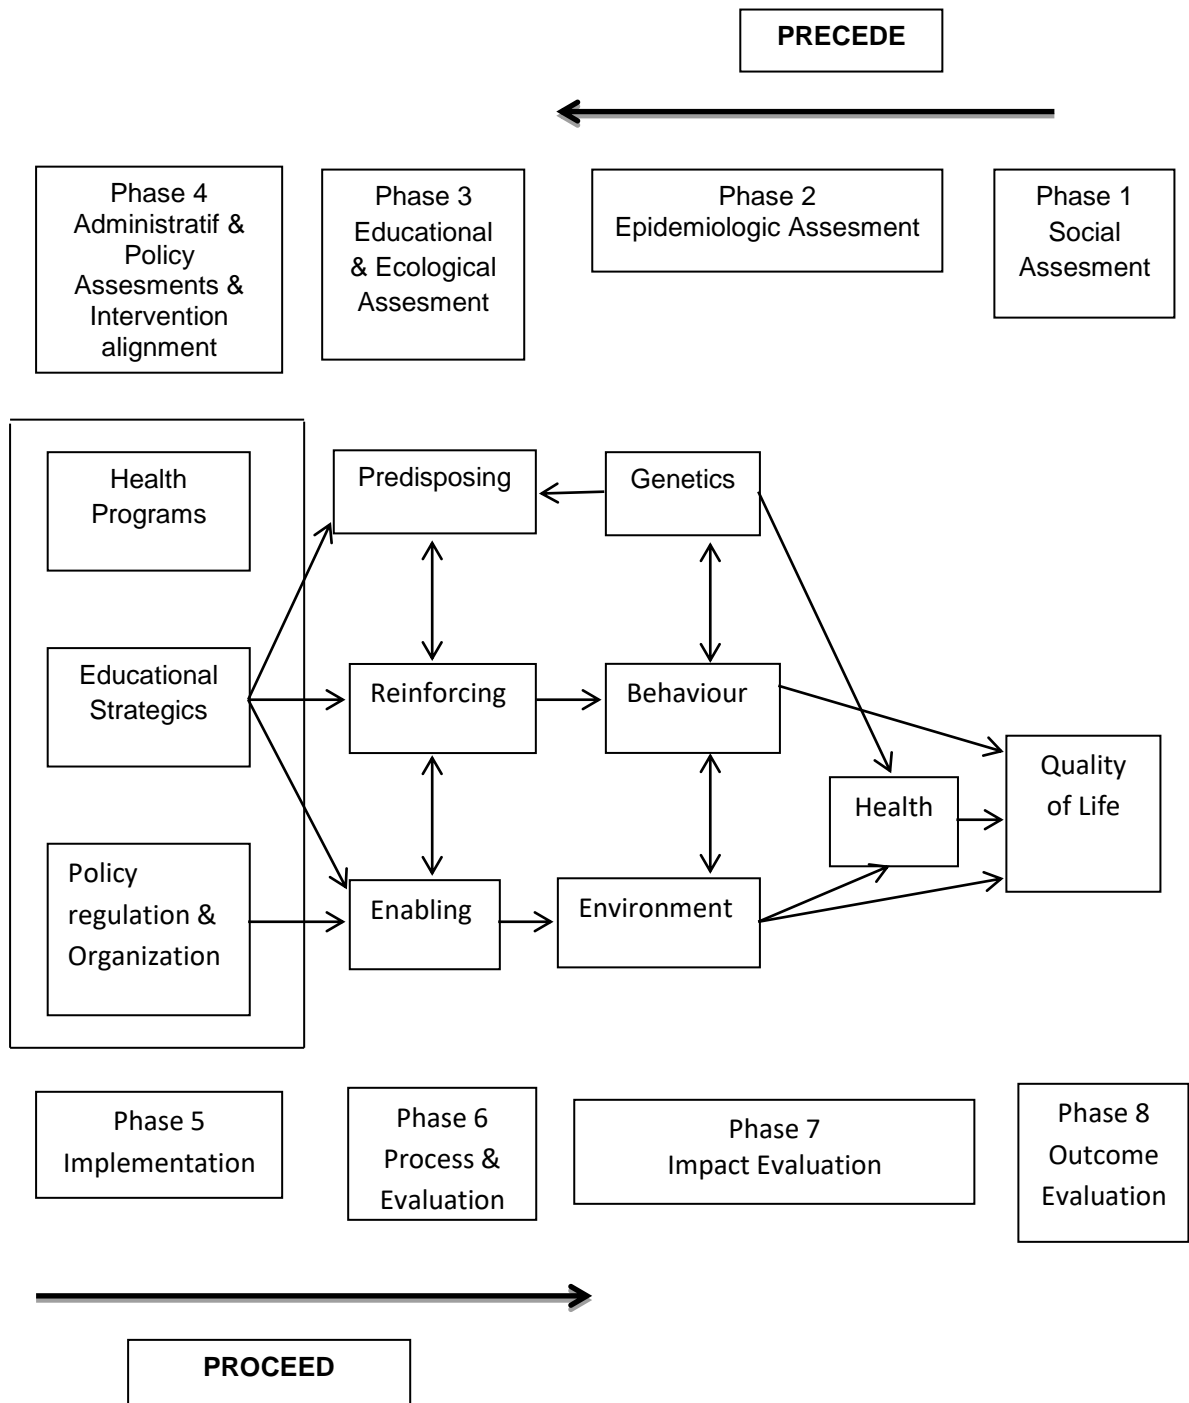 PRECEDE
Phase 4
Administratif &
Policy
Assesments &
Intervention
alignment
Phase 3
Educational
& Ecological
Assesment
Phase 2
Epidemiologic Assesment
Phase 1
Social
Assesment
Health
Programs
Predisposing
Genetics
Educational
Strategics
Reinforcing
Behaviour
Quality
of Life
Health
Policy
regulation &
Organization
Enabling
Environment
Phase 5
Implementation
Phase 6
Process &
Evaluation
Phase 7
Impact Evaluation
Phase 8
Outcome
Evaluation
PROCEED